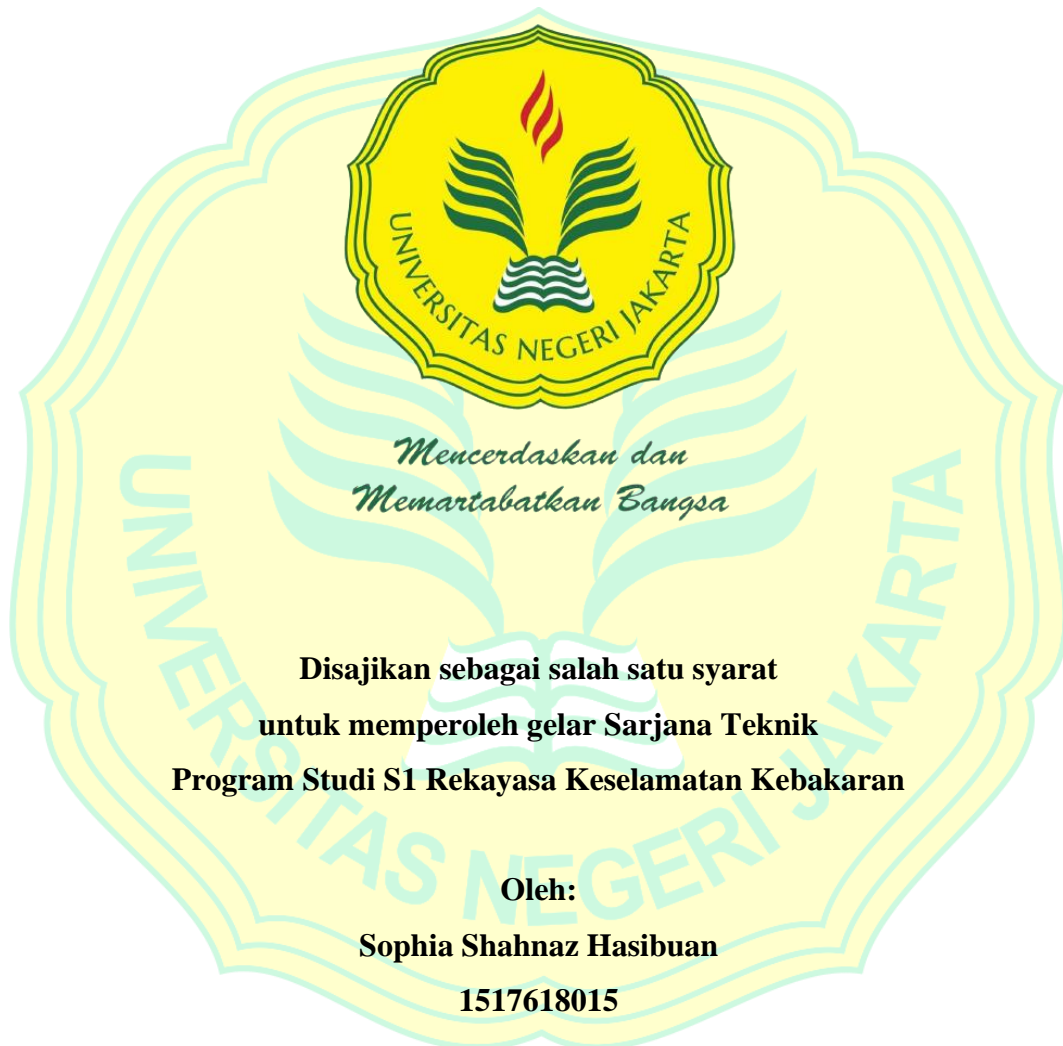 UNIVERSITAS NEGERI JAKARTA
Mencerdaskan dan
Memartabatkan Bangsa
UNIVERSITAS NEGERI JAKARTA
Disajikan sebagai salah satu syarat
untuk memperoleh gelar Sarjana Teknik
Program Studi S1 Rekayasa Keselamatan Kebakaran
Oleh:
Sophia Shahnaz Hasibuan
1517618015